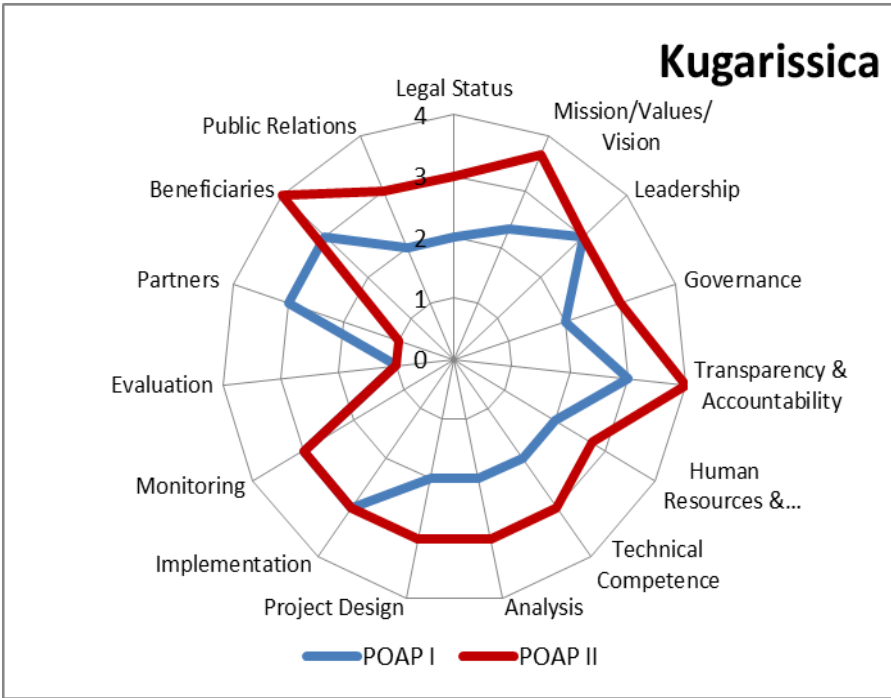 Kugarissica
Legal Status
Mission/Values/
Vision
Leadership
Governance
Transparency &
Accountability
Human
Resources &...
Technical
Competence
Analysis
Project Design
Implementation
Monitoring
Evaluation
Partners
Beneficiaries
Public Relations
4
3
2
1
0
POAP I
POAP II